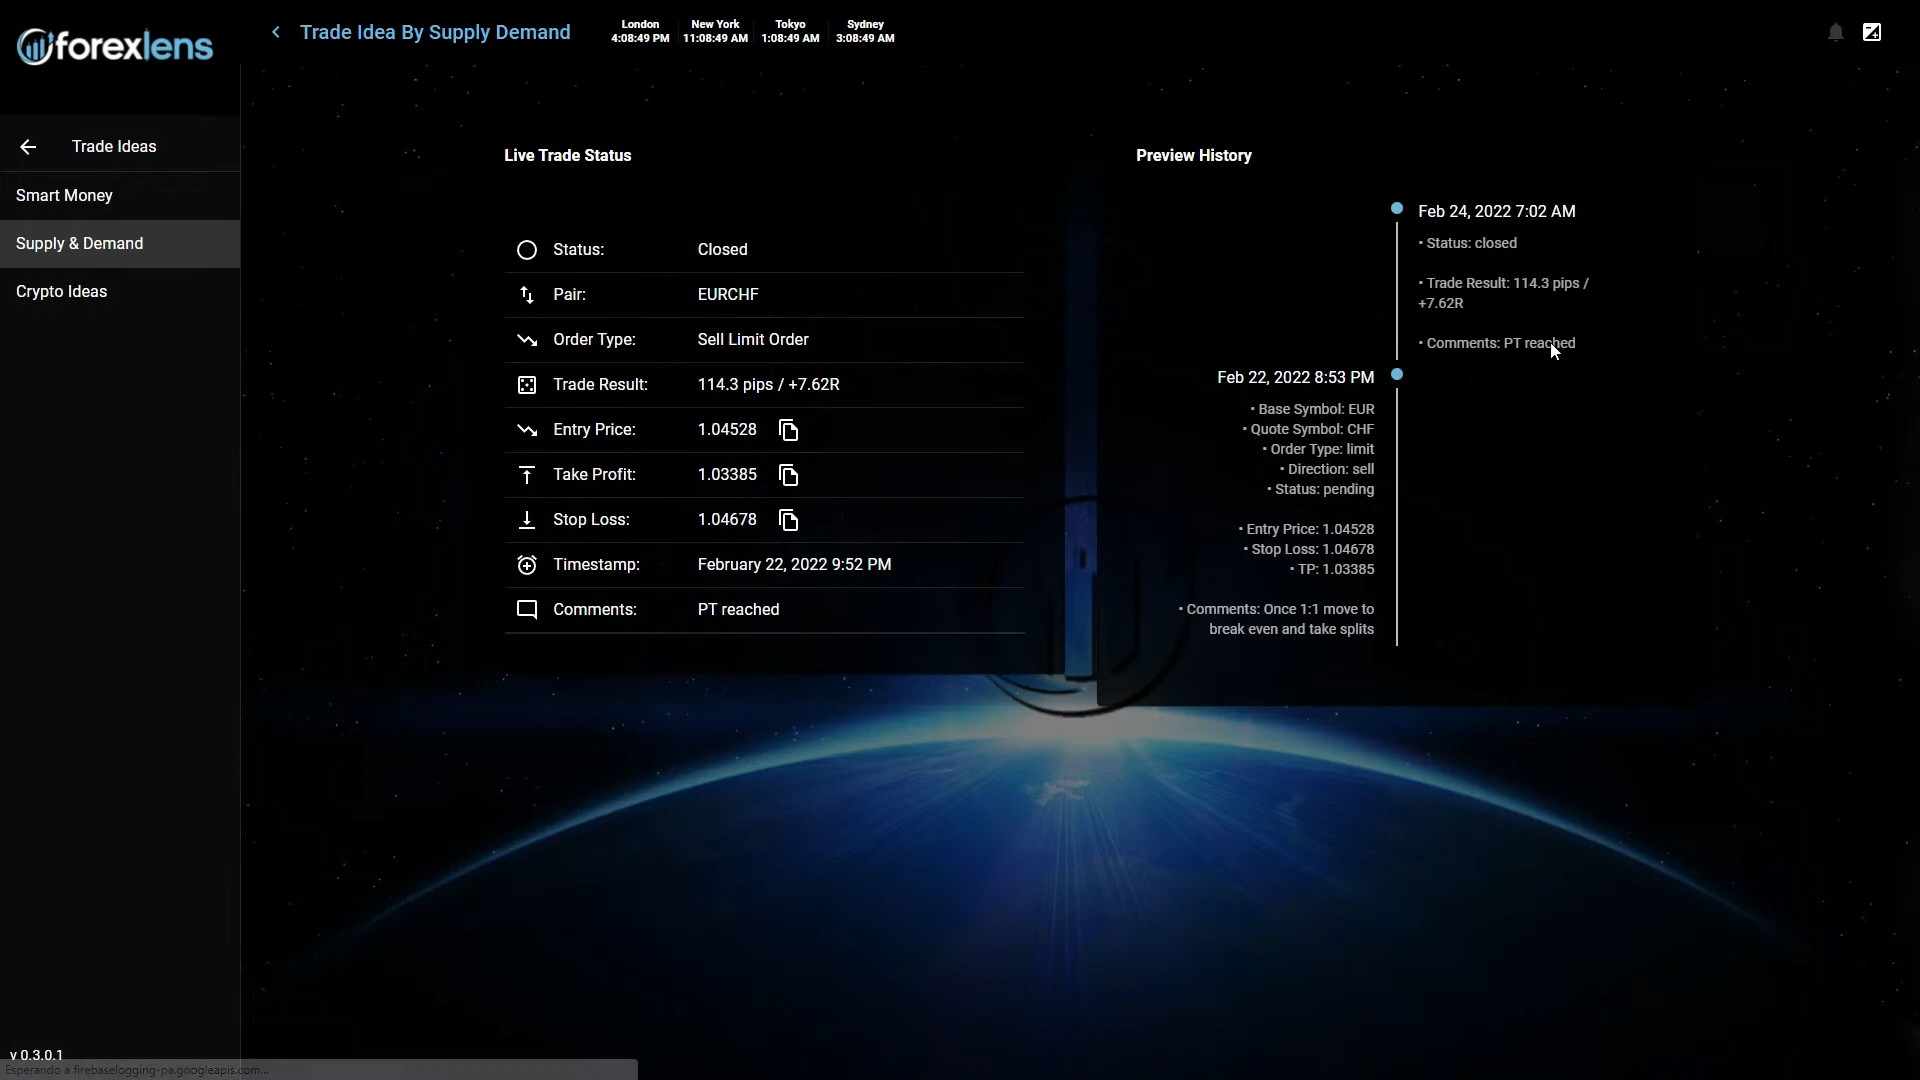 forexlens
Trade Idea By Supply Demand
London
4:08:49 PM
New York
11:08:49 AM
Tokyo
1:08:49 AM
Sydney
3:08:49 AM
Trade Ideas
Smart Money
Supply & Demand
Crypto Ideas
Live Trade Status
Status: Closed
Pair: EURCHF
Order Type: Sell Limit Order
Trade Result: 114.3 pips / +7.62R
Entry Price: 1.04528
Take Profit: 1.03385
Stop Loss: 1.04678
Timestamp: February 22, 2022 9:52 PM
Comments: PT reached
Preview History
Feb 24, 2022 7:02 AM
• Status: closed
• Trade Result: 114.3 pips /
+7.62R
• Comments: PT reached
Feb 22, 2022 8:53 PM
• Base Symbol: EUR
• Quote Symbol: CHF
• Order Type: limit
• Direction: sell
• Status: pending
• Entry Price: 1.04528
• Stop Loss: 1.04678
• TP: 1.03385
• Comments: Once 1:1 move to
break even and take splits
v 0.3.0.1
Esperando a firebaselogging-pa.googleapis.com...